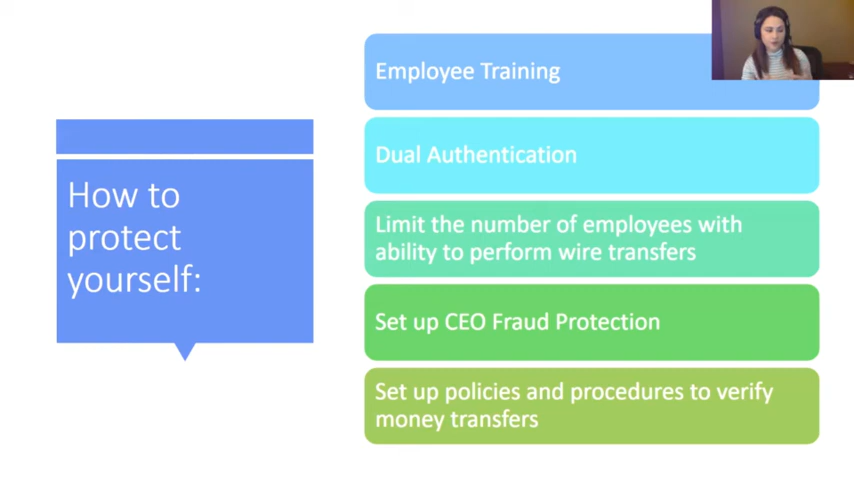 How to
protect
yourself:
Employee Training
Dual Authentication
Limit the number of employees with
ability to perform wire transfers
Set up CEO Fraud Protection
Set up policies and procedures to verify
money transfers